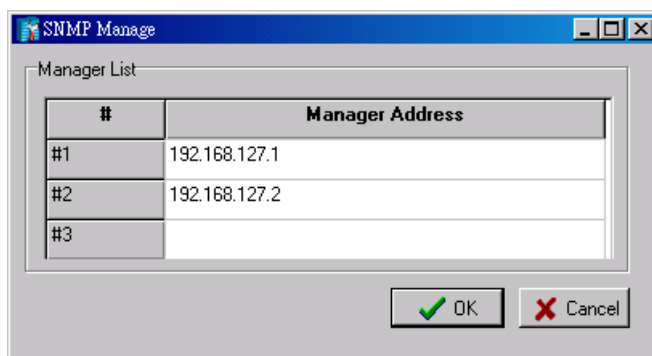 SNMP Manage
Manager List
# Manager Address
#1 192.168.127.1
#2 192.168.127.2
#3
OK Cancel